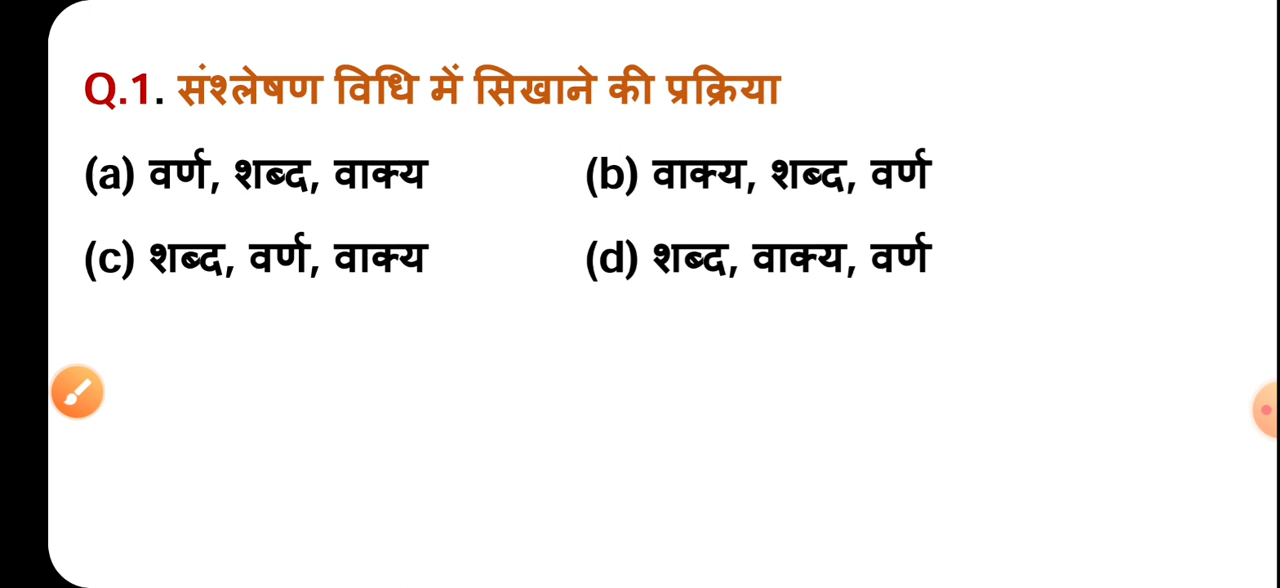 Q.1. संश्लेषण विधि में सिखाने की प्रक्रिया
(a) वर्ण, शब्द, वाक्य (b) वाक्य, शब्द, वर्ण
(c) शब्द, वर्ण, वाक्य (d) शब्द, वाक्य, वर्ण